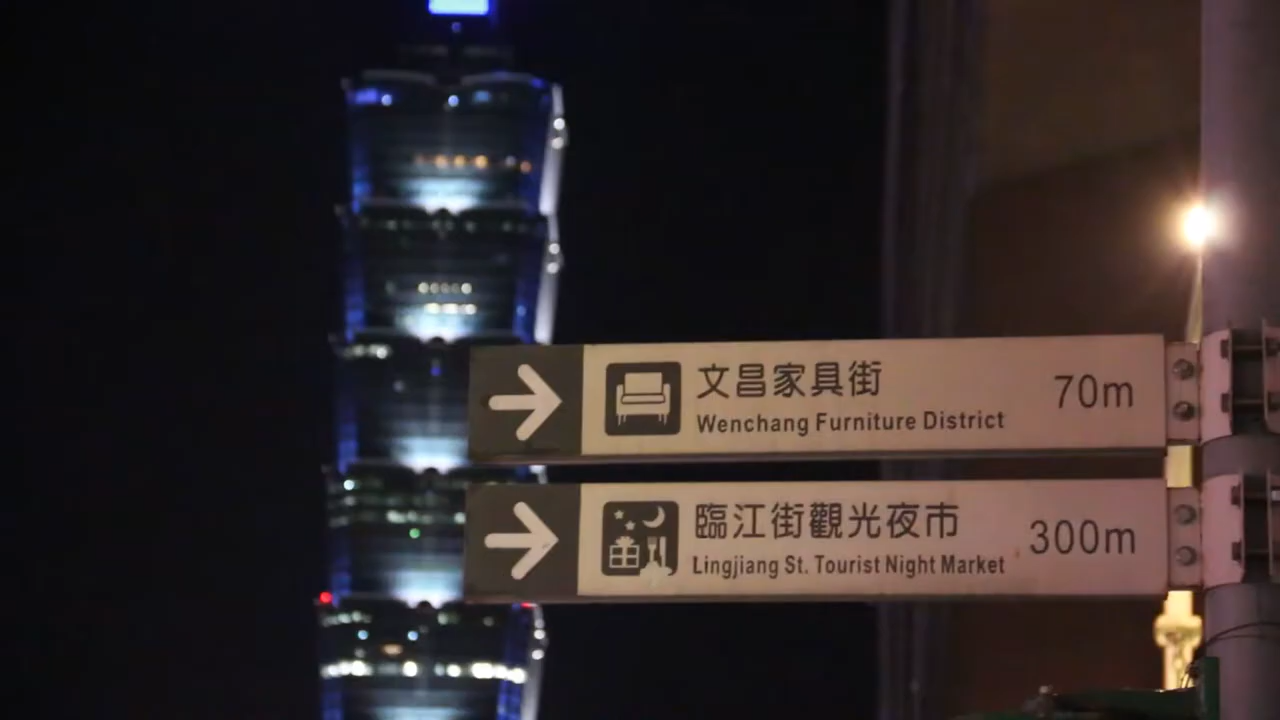 文昌家具街 70m
Wenchang Furniture District
臨江街觀光夜市 300m
Lingjiang St. Tourist Night Market